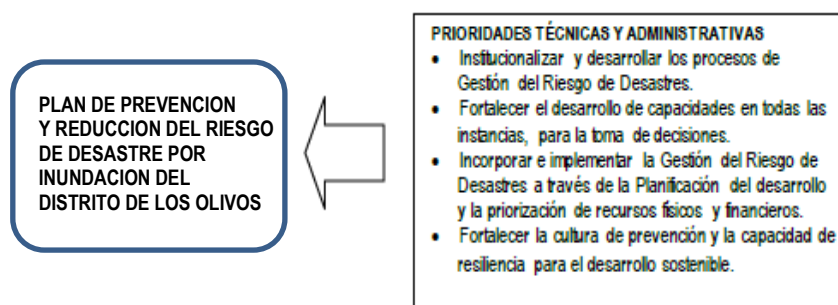 PLAN DE PREVENCION
Y REDUCCION DEL RIESGO
DE DESASTRE POR
INUNDACION DEL
DISTRITO DE LOS OLIVOS
PRIORIDADES TÉCNICAS Y ADMINISTRATIVAS
• Institucionalizar y desarrollar los procesos de
Gestión del Riesgo de Desastres.
• Fortalecer el desarrollo de capacidades en todas las
instancias, para la toma de decisiones.
• Incorporar e implementar la Gestión del Riesgo de
Desastres a través de la Planificación del desarrollo
y la priorización de recursos físicos y financieros.
• Fortalecer la cultura de prevención y la capacidad de
resiliencia para el desarrollo sostenible.